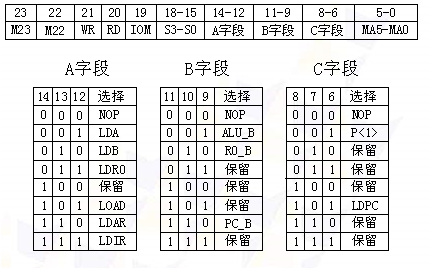 23 22 21 20 19 18-15 14-12 11-9 8-6 5-0
M23 M22 WR RD IOM S3-S0 A字段 B字段 C字段 MA5-MA0
A字段 B字段 C字段
14 13 12 选择 11 10 9 选择 8 7 6 选择
0 0 0 NOP 0 0 0 NOP 0 0 0 NOP
0 0 1 LDA 0 0 1 ALU_B 0 0 1 P<1>
0 1 0 LDB 0 1 0 R0_B 0 1 0 保留
0 1 1 LDR0 0 1 1 保留 0 1 1 保留
1 0 0 保留 1 0 0 保留 1 0 0 保留
1 0 1 LOAD 1 0 1 保留 1 0 1 LDPC
1 1 0 LDAR 1 1 0 PC_B 1 1 0 保留
1 1 1 LDIR 1 1 1 保留 1 1 1 保留